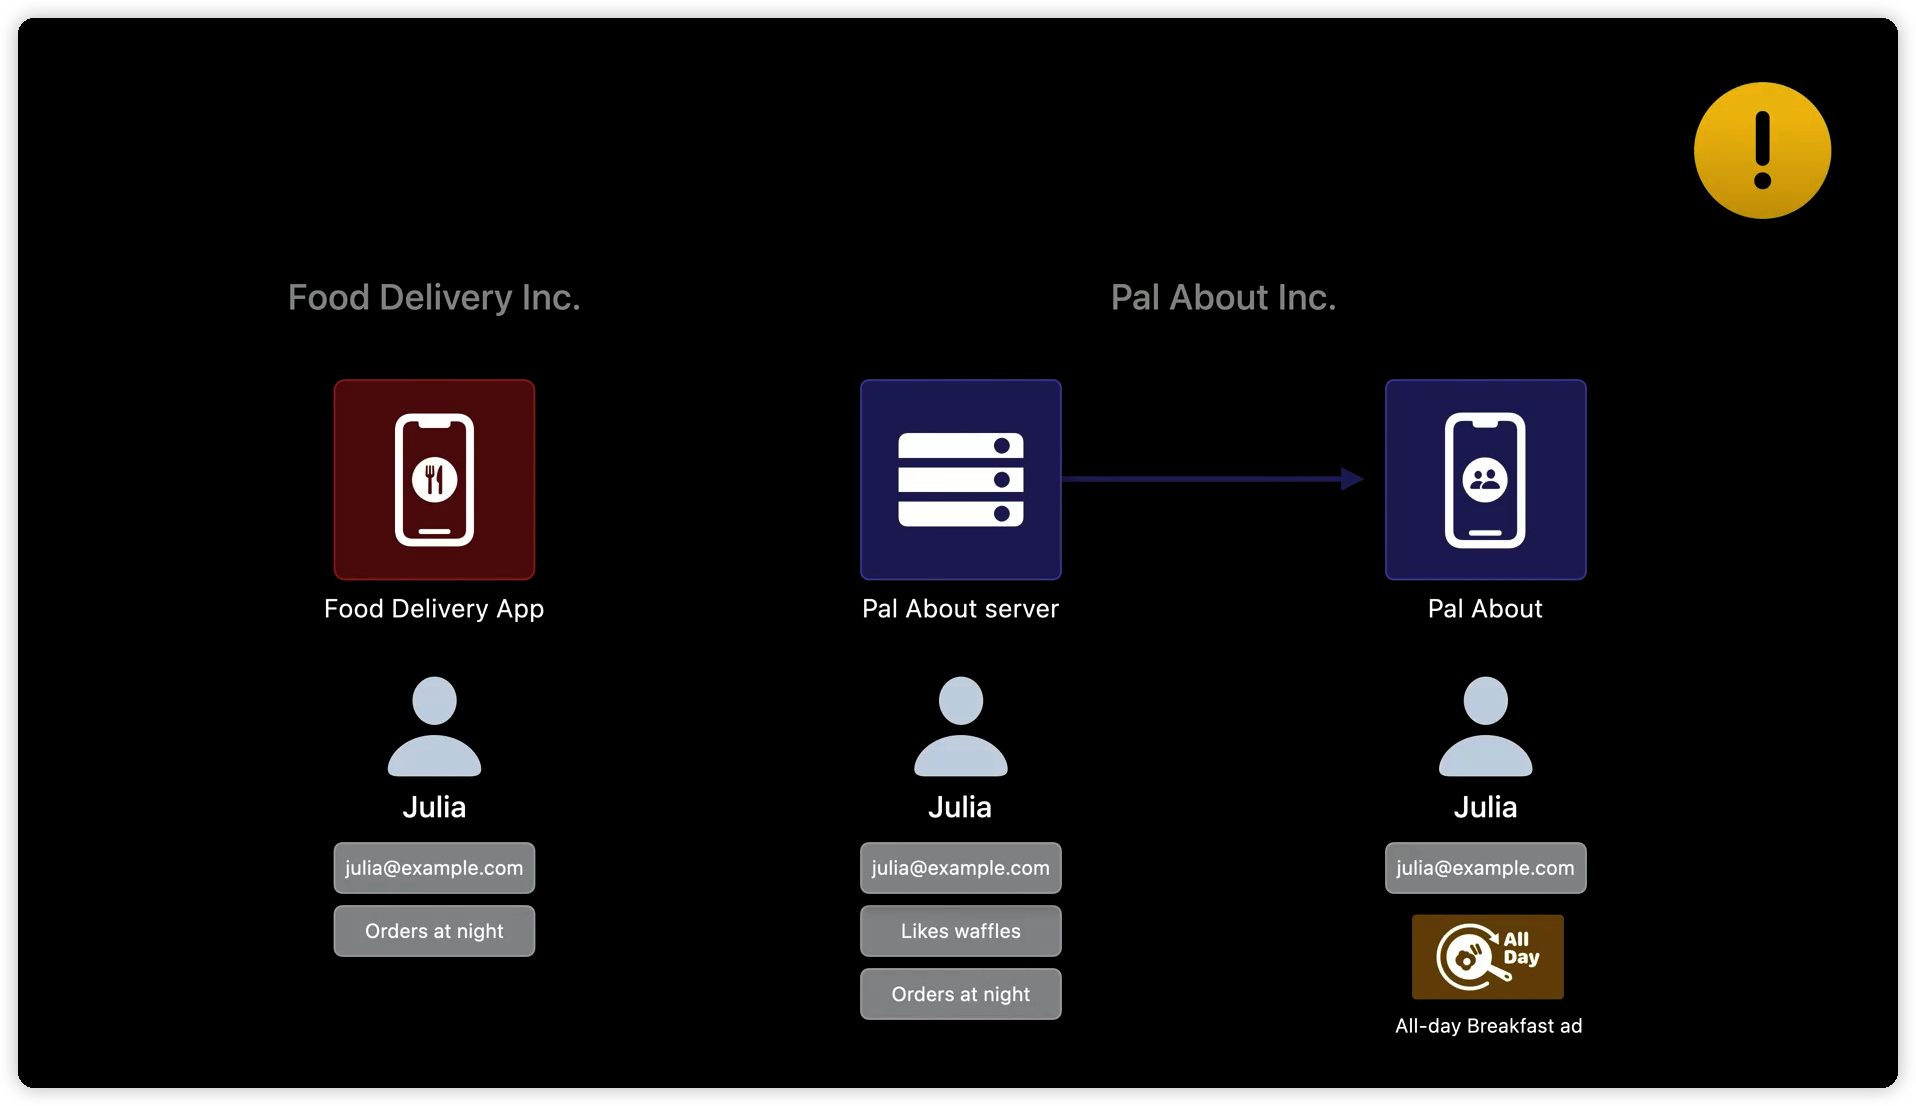 Food Delivery Inc.
Pal About Inc.
Food Delivery App
Pal About server
Pal About
Julia
julia@example.com
Orders at night
Julia
julia@example.com
Likes waffles
Orders at night
Julia
julia@example.com
All
Day
All-day Breakfast ad